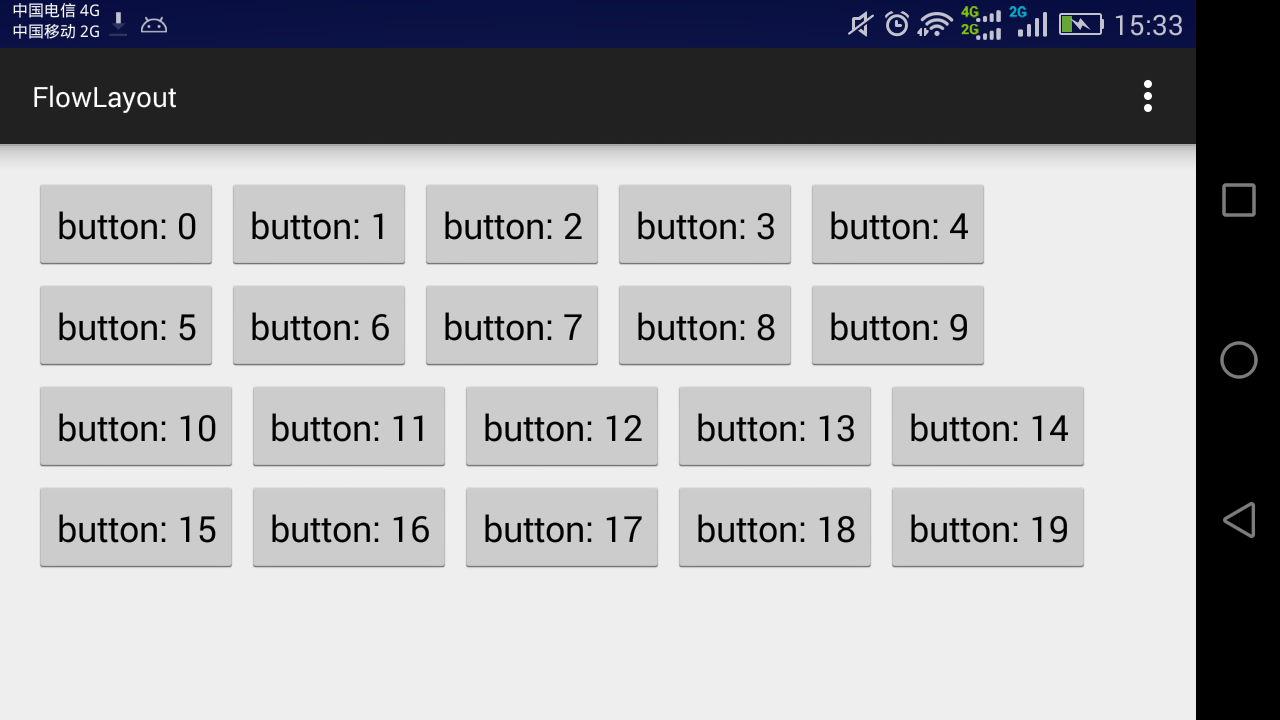 中国电信 4G
中国移动 2G
4G
2G
2G
15:33
FlowLayout
button: 0 button: 1 button: 2 button: 3 button: 4
button: 5 button: 6 button: 7 button: 8 button: 9
button: 10 button: 11 button: 12 button: 13 button: 14
button: 15 button: 16 button: 17 button: 18 button: 19